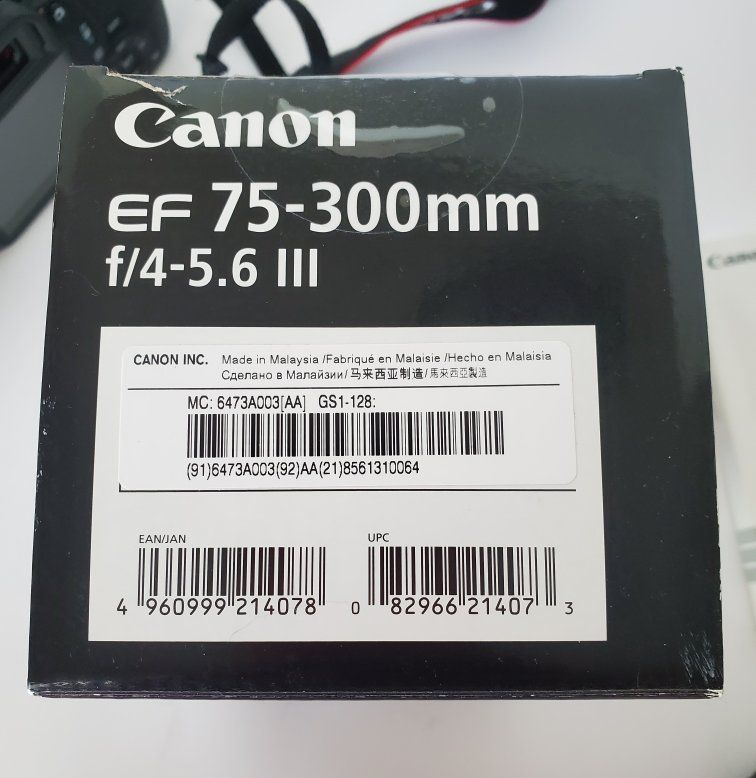 Canon
EF 75-300mm
f/4-5.6 III
CANON INC. Made in Malaysia /Fabriqué en Malaisie /Hecho en Malaisia
Сделано в Малайзии/马来西亚制造/馬來西亞製造
MC: 6473A003[AA] GS1-128:
(91)6473A003(92)AA(21)8561310064
EAN/JAN
4 960999 214078
UPC
0 82966 21407 3